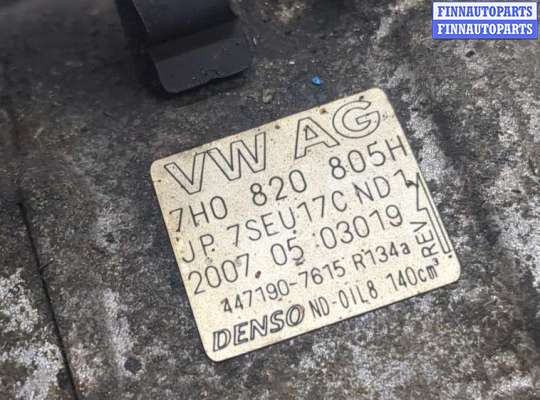 FINNAUTOPARTS
FINNAUTOPARTS
VW AG
7H0 820 805H
JP 7SEU17C ND1
2007 05 03019
REV
447190-7615 R134a
DENSO ND-OIL8 140cm³